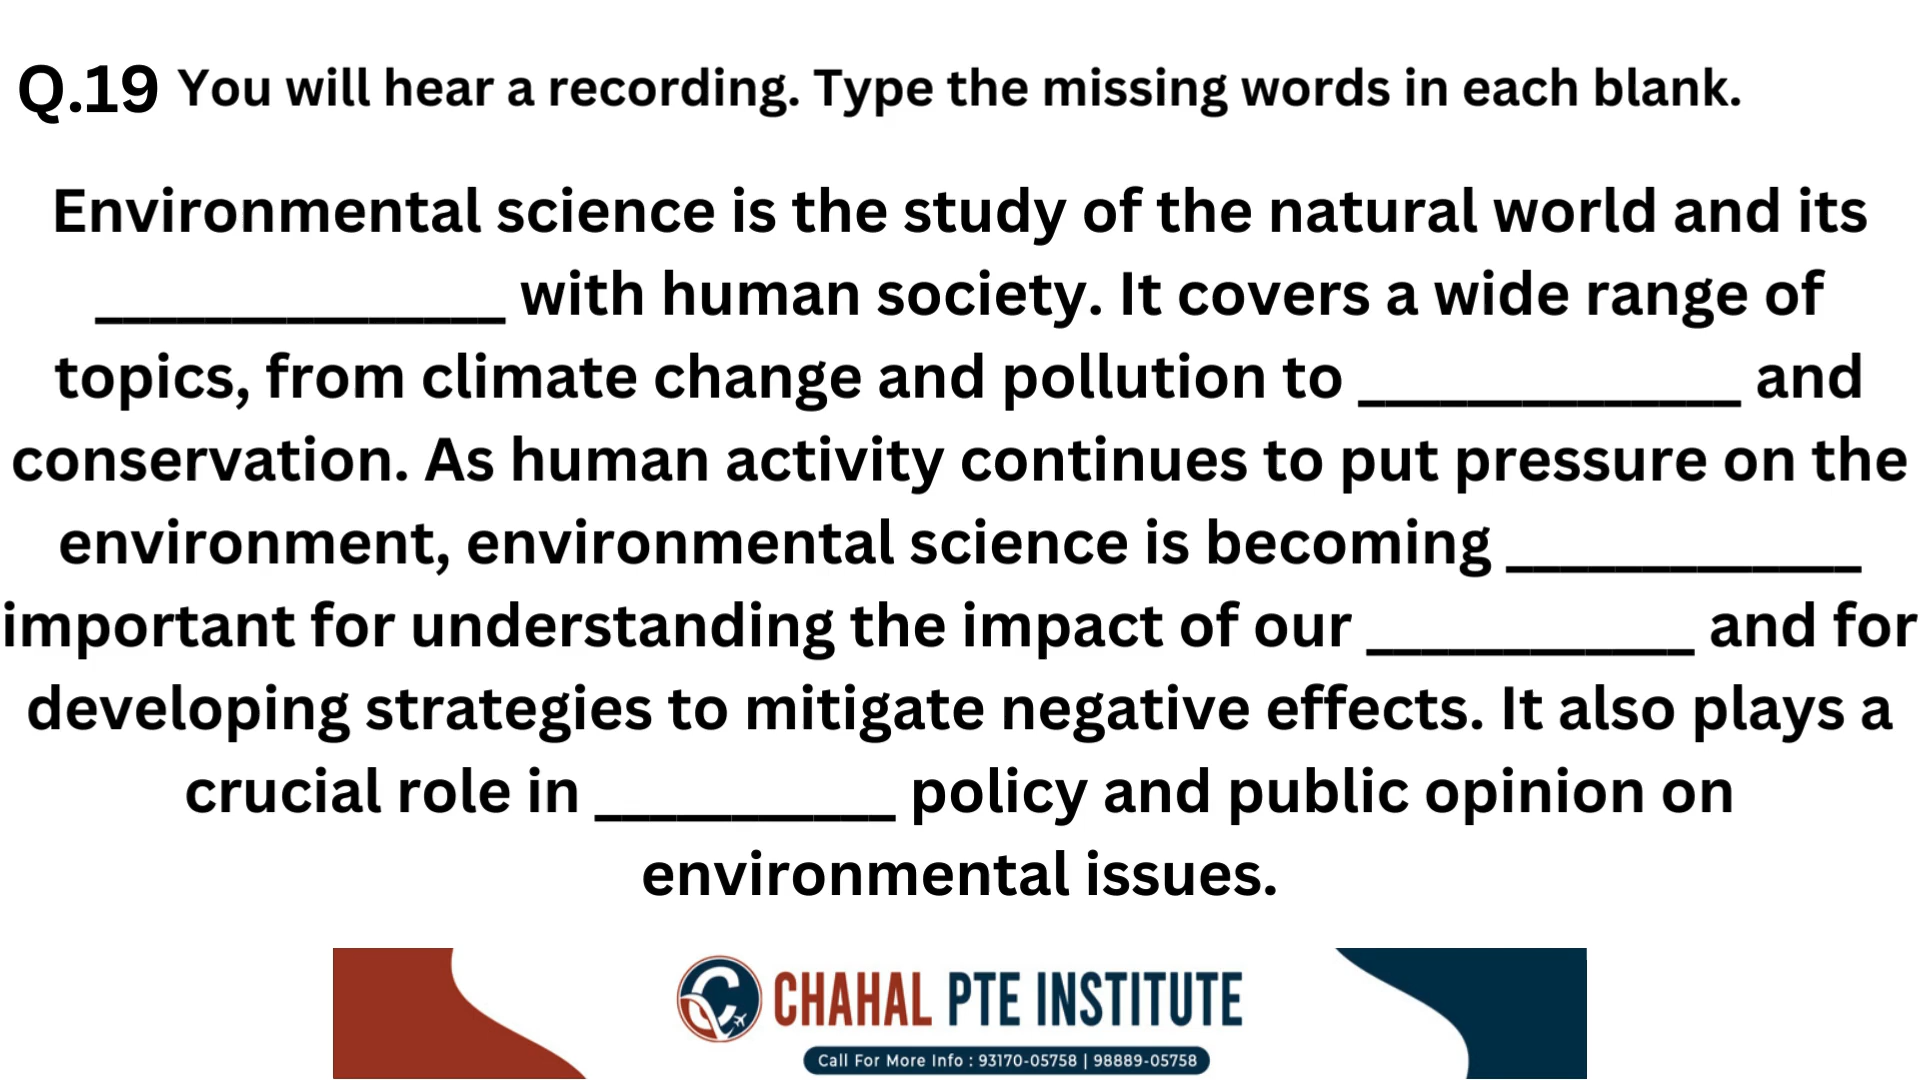 Q.19 You will hear a recording. Type the missing words in each blank.
Environmental science is the study of the natural world and its
_______________ with human society. It covers a wide range of
topics, from climate change and pollution to ______________ and
conservation. As human activity continues to put pressure on the
environment, environmental science is becoming _____________
important for understanding the impact of our ____________ and for
developing strategies to mitigate negative effects. It also plays a
crucial role in ___________ policy and public opinion on
environmental issues.
CHAHAL PTE INSTITUTE
Call For More Info : 93170-05758 | 98889-05758